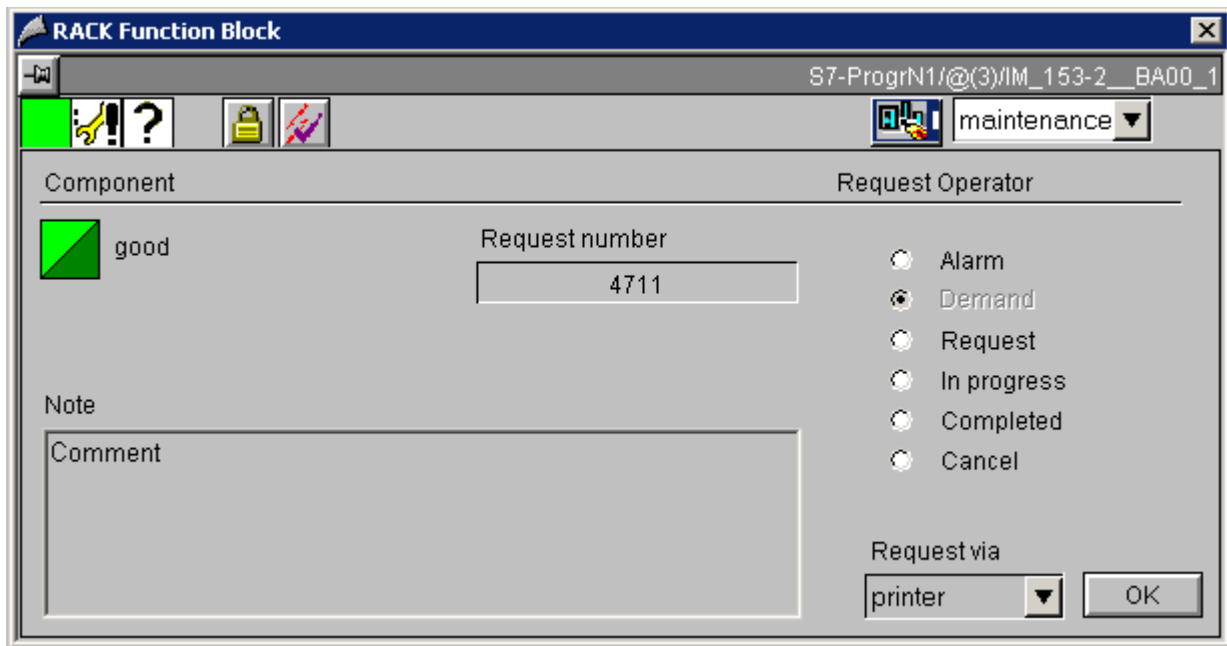 RACK Function Block
S7-ProgrN1/@(3)/IM_153-2__BA00_1
maintenance
Component
Request Operator
good
Request number
4711
Alarm
Demand
Request
In progress
Completed
Cancel
Note
Comment
Request via
printer
OK